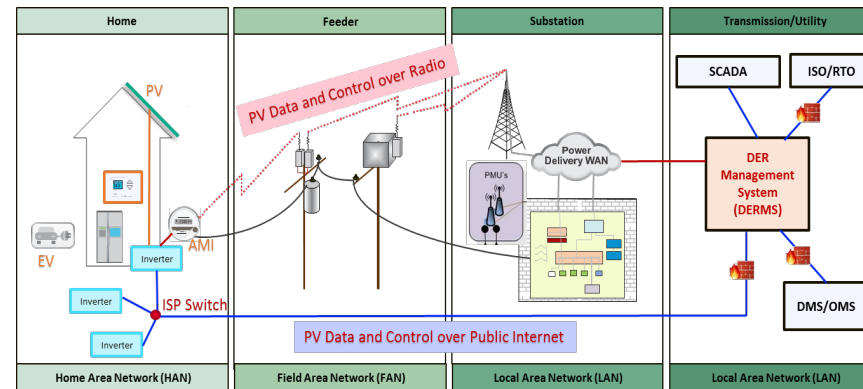 Home
Feeder
Substation
Transmission/Utility
PV
PV Data and Control over Radio
SCADA
ISO/RTO
Power
Delivery WAN
PMU's
DER
Management
System
(DERMS)
EV
AMI
Inverter
Inverter
ISP Switch
Inverter
DMS/OMS
PV Data and Control over Public Internet
Home Area Network (HAN)
Field Area Network (FAN)
Local Area Network (LAN)
Local Area Network (LAN)